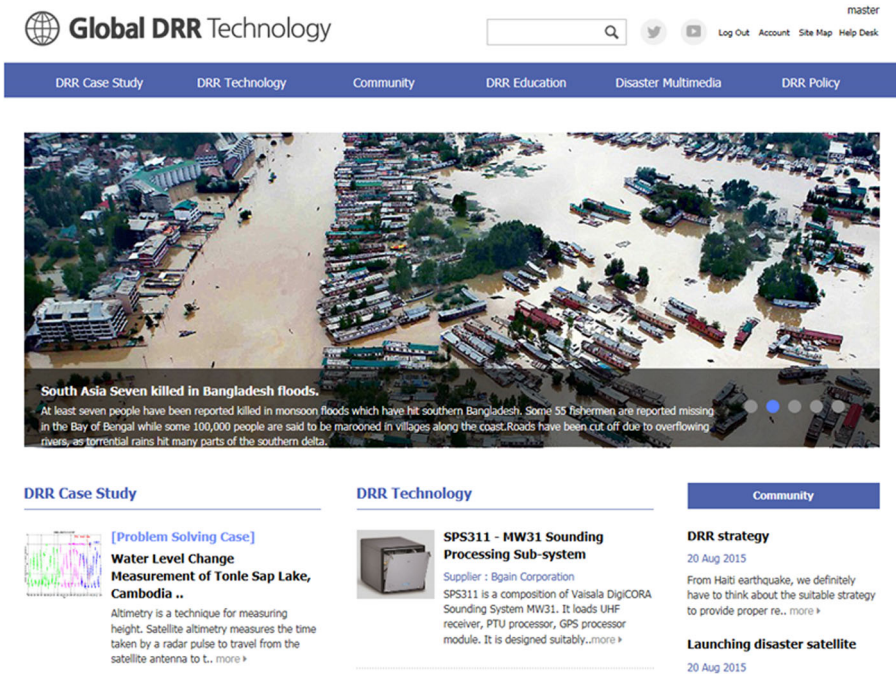 master
Global DRR Technology
Log Out Account Site Map Help Desk
DRR Case Study DRR Technology Community DRR Education Disaster Multimedia DRR Policy
South Asia Seven killed in Bangladesh floods.
At least seven people have been reported killed in monsoon floods which have hit southern Bangladesh. Some 55 fishermen are reported missing
in the Bay of Bengal while some 100,000 people are said to be marooned in villages along the coast.Roads have been cut off due to overflowing
rivers, as torrential rains hit many parts of the southern delta.
DRR Case Study
[Problem Solving Case]
Water Level Change
Measurement of Tonle Sap Lake,
Cambodia ..
Altimetry is a technique for measuring
height. Satellite altimetry measures the time
taken by a radar pulse to travel from the
satellite antenna to t.. more
DRR Technology
SPS311 - MW31 Sounding
Processing Sub-system
Supplier : Bgain Corporation
SPS311 is a composition of Vaisala DigiCORA
Sounding System MW31. It loads UHF
receiver, PTU processor, GPS processor
module. It is designed suitably..more
Community
DRR strategy
20 Aug 2015
From Haiti earthquake, we definitely
have to think about the suitable strategy
to provide proper re.. more
Launching disaster satellite
20 Aug 2015